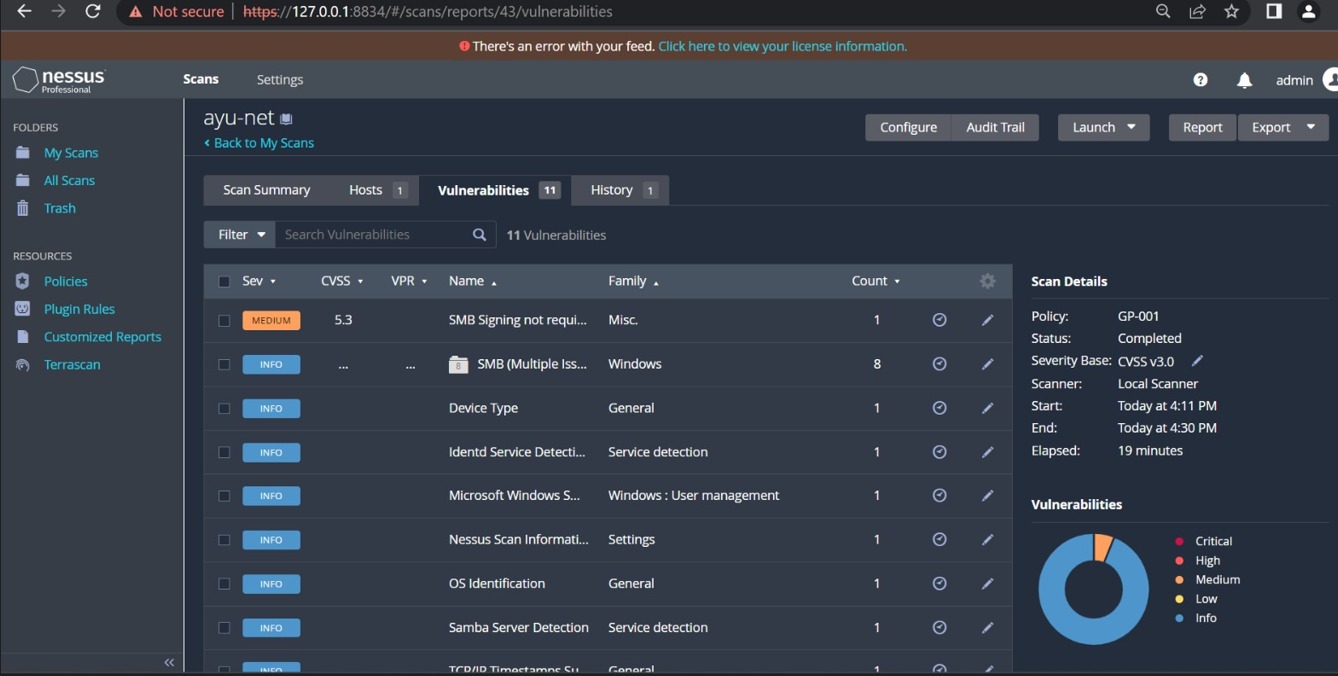 Not secure | https://127.0.0.1:8834/#/scans/reports/43/vulnerabilities
There's an error with your feed. Click here to view your license information.
nessus Professional
Scans Settings
admin
FOLDERS
My Scans
All Scans
Trash
RESOURCES
Policies
Plugin Rules
Customized Reports
Terrascan
ayu-net
< Back to My Scans
Configure Audit Trail Launch Report Export
Scan Summary Hosts 1 Vulnerabilities 11 History 1
Filter Search Vulnerabilities 11 Vulnerabilities
Sev CVSS VPR Name Family Count
MEDIUM 5.3 SMB Signing not requi... Misc. 1
INFO ... ... 8 SMB (Multiple Iss... Windows 8
INFO Device Type General 1
INFO Identd Service Detecti... Service detection 1
INFO Microsoft Windows S... Windows : User management 1
INFO Nessus Scan Informati... Settings 1
INFO OS Identification General 1
INFO Samba Server Detection Service detection 1
INFO TCP/IP Timestamps Su... General 1
Scan Details
Policy: GP-001
Status: Completed
Severity Base: CVSS v3.0
Scanner: Local Scanner
Start: Today at 4:11 PM
End: Today at 4:30 PM
Elapsed: 19 minutes
Vulnerabilities
Critical
High
Medium
Low
Info